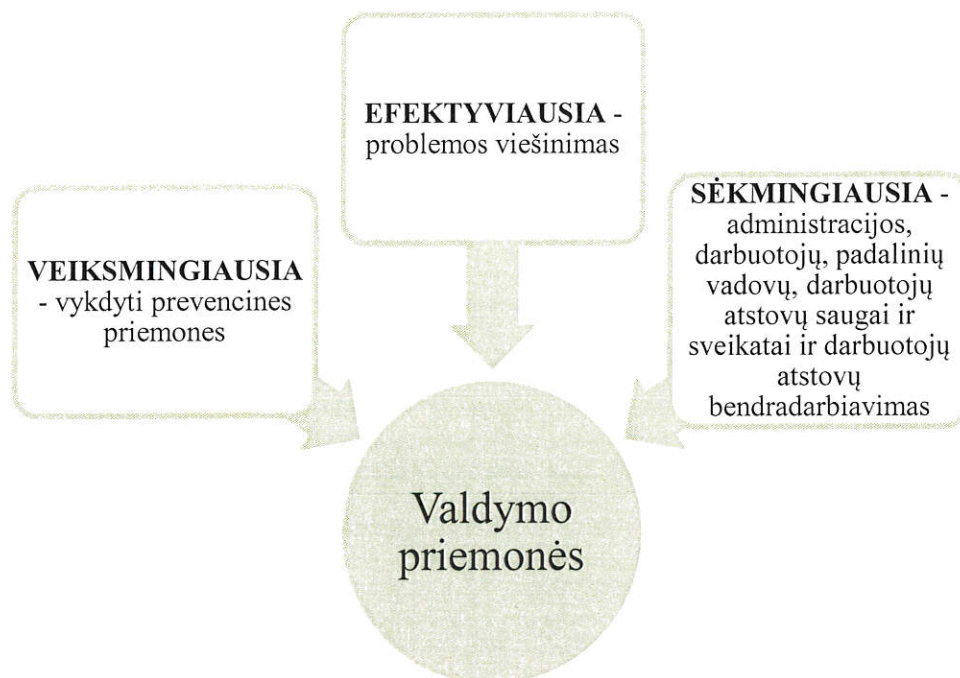 EFEKTYVIAUSIA -
problemos viešinimas
VEIKSMINGIAUSIA
- vykdyti prevencines
priemones
SĖKMINGIAUSIA -
administracijos,
darbuotojų, padalinių
vadovų, darbuotojų
atstovų saugai ir
sveikatai ir darbuotojų
atstovų
bendradarbiavimas
Valdymo
priemonės